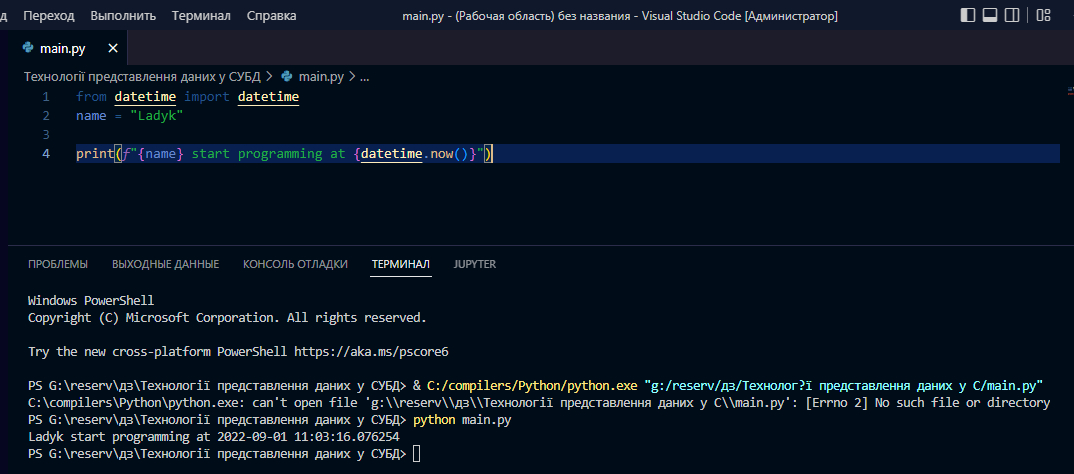 д Переход Выполнить Терминал Справка main.py - (Рабочая область) без названия - Visual Studio Code [Администратор]
main.py
Технології представлення даних у СУБД > main.py > ...
1 from datetime import datetime
2 name = "Ladyk"
3
4 print(f"{name} start programming at {datetime.now()}")
ПРОБЛЕМЫ ВЫХОДНЫЕ ДАННЫЕ КОНСОЛЬ ОТЛАДКИ ТЕРМИНАЛ JUPYTER
Windows PowerShell
Copyright (C) Microsoft Corporation. All rights reserved.
Try the new cross-platform PowerShell https://aka.ms/pscore6
PS G:\reserv\дз\Технології представлення даних у СУБД> & C:/compilers/Python/python.exe "g:/reserv/дз/Технолог?ї представлення даних у С/main.py"
C:\compilers\Python\python.exe: can't open file 'g:\\reserv\\дз\\Технології представлення даних у С\\main.py': [Errno 2] No such file or directory
PS G:\reserv\дз\Технології представлення даних у СУБД> python main.py
Ladyk start programming at 2022-09-01 11:03:16.076254
PS G:\reserv\дз\Технології представлення даних у СУБД>